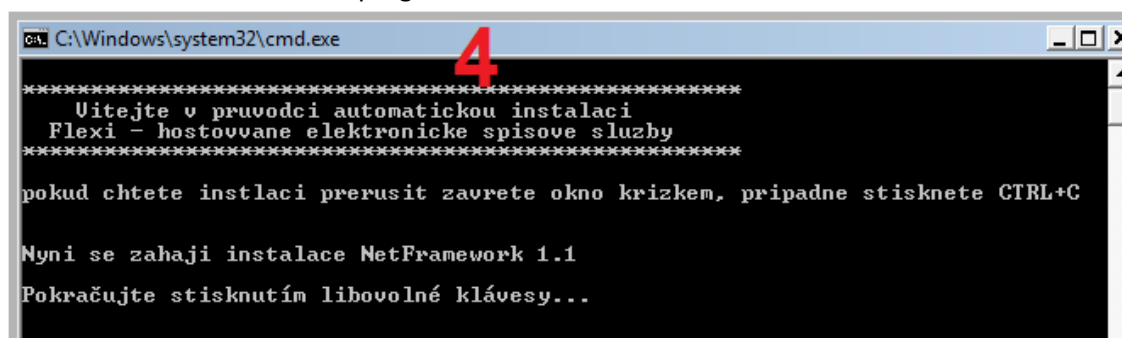 C:\Windows\system32\cmd.exe
4
*****************************************************
Vitejte v pruvodci automatickou instalaci
Flexi - hostovvane elektronicke spisove sluzby
*****************************************************
pokud chtete instlaci prerusit zavrete okno krizkem, pripadne stisknete CTRL+C
Nyni se zahaji instalace NetFramework 1.1
Pokračujte stisknutím libovolné klávesy...